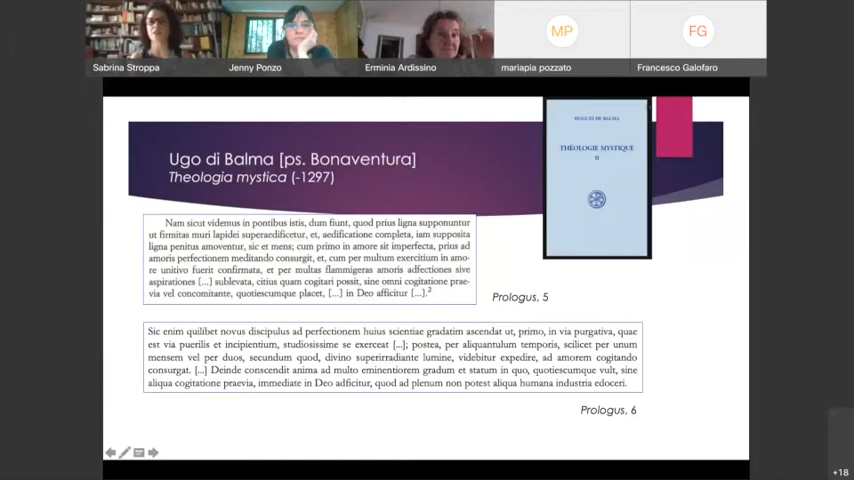 MP
FG
Sabrina Stroppa
Jenny Ponzo
Erminia Ardissino
mariapia pozzato
Francesco Galofaro
Ugo di Balma [ps. Bonaventura]
Theologia mystica (-1297)
HUGUES DE BALMA
THÉOLOGIE MYSTIQUE
II
Nam sicut videmus in pontibus istis, dum fiunt, quod prius ligna supponuntur
ut firmitas muri lapidei superaedificetur, et, aedificatione completa, iam supposita
ligna penitus amoventur, sic et mens; cum primo in amore sit imperfecta, prius ad
amoris perfectionem meditando consurgit, et, cum per multum exercitium in amo-
re unitivo fuerit confirmata, et per multas flammigeras amoris adfectiones sive
aspirationes [...] sublevata, citius quam cogitari possit, sine omni cogitatione prae-
via vel concomitante, quotiescumque placet, [...] in Deo afficitur [...].2
Prologus, 5
Sic enim quilibet novus discipulus ad perfectionem huius scientiae gradatim ascendat ut, primo, in via purgativa, quae
est via puerilis et incipientium, studiosissime se exerceat [...]; postea, per aliquantulum temporis, scilicet per unum
mensem vel per duos, secundum quod, divino superirradiante lumine, videbitur expedire, ad amorem cogitando
consurgat. [...] Deinde conscendit anima ad multo eminentiorem gradum et statum in quo, quotiescumque vult, sine
aliqua cogitatione praevia, immediate in Deo adficitur, quod ad plenum non potest aliqua humana industria edoceri.
Prologus, 6
+18